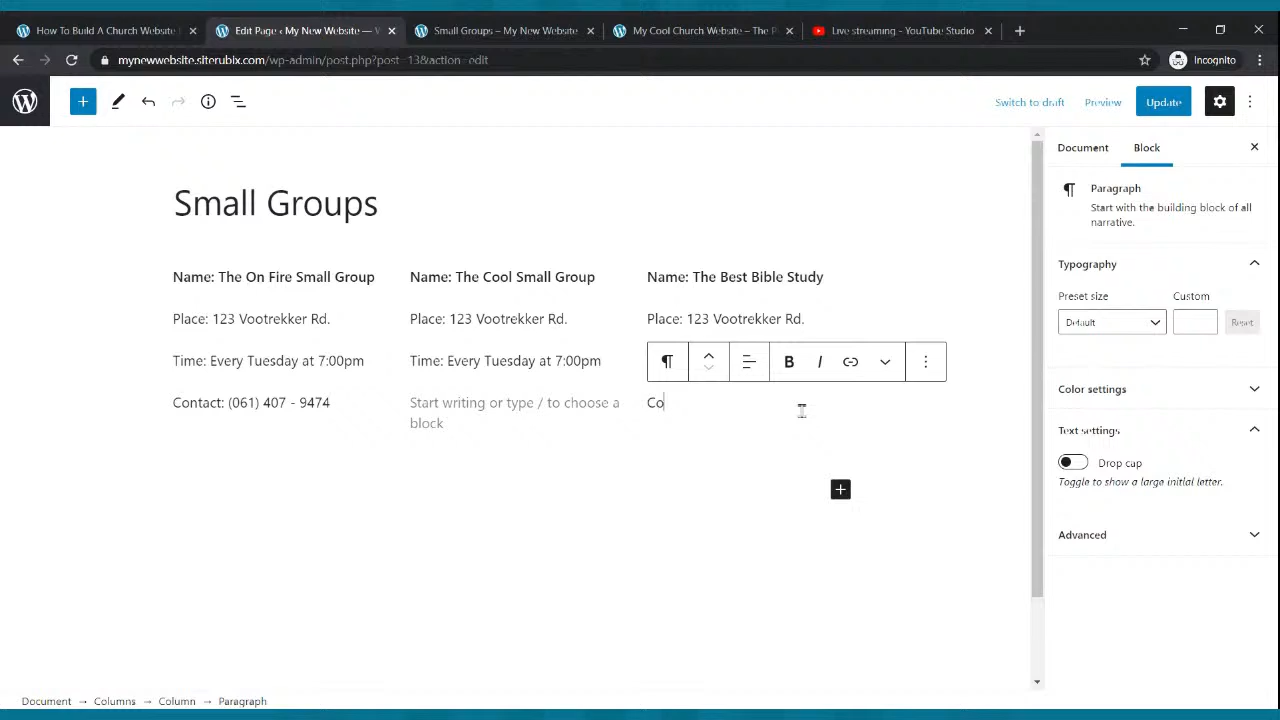 How To Build A Church Website
Edit Page ‹ My New Website —
Small Groups – My New Website
My Cool Church Website – The P
Live streaming - YouTube Studio
mynewwebsite.siterubix.com/wp-admin/post.php?post=13&action=edit
Incognito
Switch to draft
Preview
Update
Document
Block
Paragraph
Start with the building block of all
narrative.
Small Groups
Name: The On Fire Small Group
Name: The Cool Small Group
Name: The Best Bible Study
Place: 123 Vootrekker Rd.
Place: 123 Vootrekker Rd.
Place: 123 Vootrekker Rd.
Time: Every Tuesday at 7:00pm
Time: Every Tuesday at 7:00pm
B I
Contact: (061) 407 - 9474
Start writing or type / to choose a
block
Co
Typography
Preset size
Custom
Default
Reset
Color settings
Text settings
Drop cap
Toggle to show a large initial letter.
Advanced
Document → Columns → Column → Paragraph